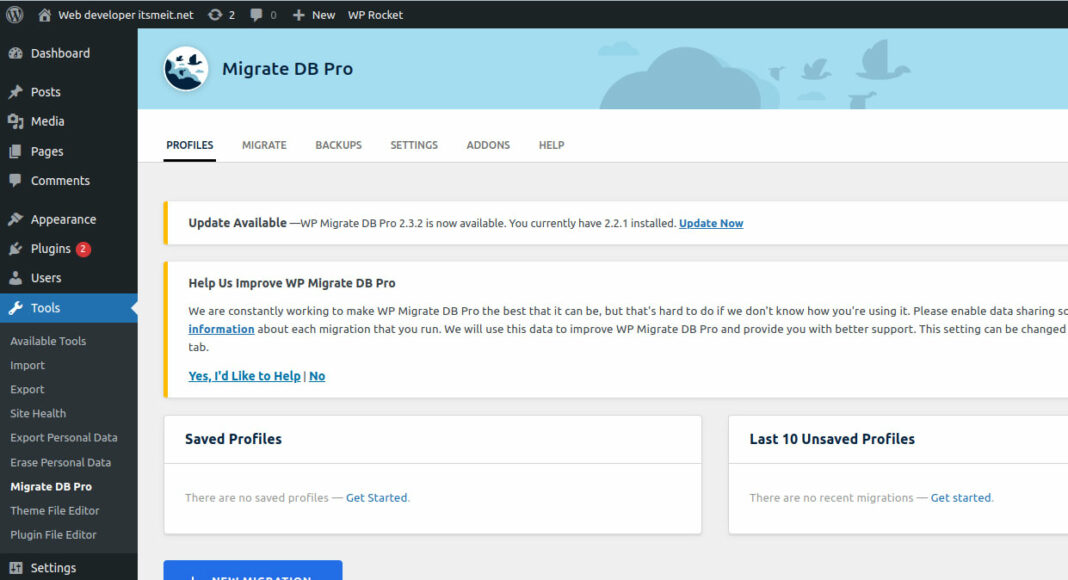 Web developer itsmeit.net 2 0 New WP Rocket
Dashboard
Posts
Media
Pages
Comments
Appearance
Plugins 2
Users
Tools
Available Tools
Import
Export
Site Health
Export Personal Data
Erase Personal Data
Migrate DB Pro
Theme File Editor
Plugin File Editor
Settings
Migrate DB Pro
PROFILES MIGRATE BACKUPS SETTINGS ADDONS HELP
Update Available —WP Migrate DB Pro 2.3.2 is now available. You currently have 2.2.1 installed. Update Now
Help Us Improve WP Migrate DB Pro
We are constantly working to make WP Migrate DB Pro the best that it can be, but that's hard to do if we don't know how you're using it. Please enable data sharing so
information about each migration that you run. We will use this data to improve WP Migrate DB Pro and provide you with better support. This setting can be changed
tab.
Yes, I'd Like to Help | No
Saved Profiles
There are no saved profiles — Get Started.
Last 10 Unsaved Profiles
There are no recent migrations — Get started.
NEW MIGRATION